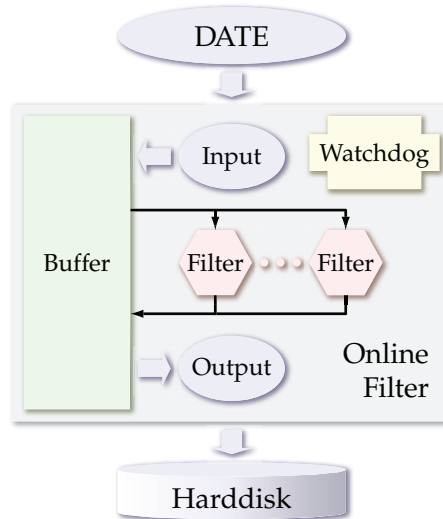 DATE
Input
Watchdog
Buffer
Filter
Filter
Output
Online
Filter
Harddisk